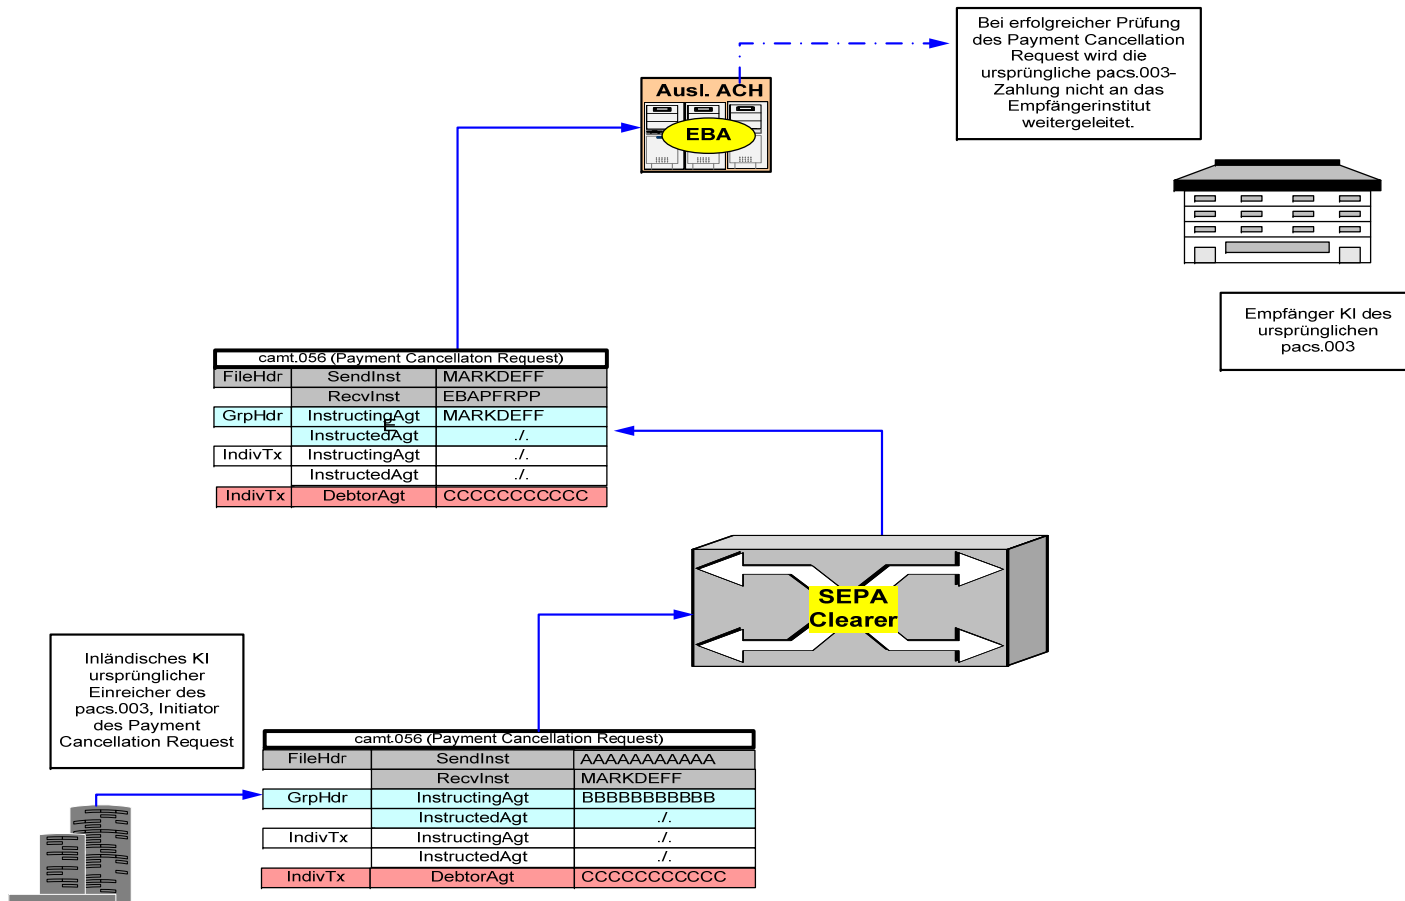 Bei erfolgreicher Prüfung
des Payment Cancellation
Request wird die
ursprüngliche pacs.003-
Zahlung nicht an das
Empfängerinstitut
weitergeleitet.
Ausl. ACH
EBA
Empfänger KI des
ursprünglichen
pacs.003
camt.056 (Payment Cancellaton Request)
FileHdr SendInst MARKDEFF
RecvInst EBAPFRPP
GrpHdr InstructingAgt MARKDEFF
E
InstructedAgt ./.
IndivTx InstructingAgt ./.
InstructedAgt ./.
IndivTx DebtorAgt CCCCCCCCCCC
SEPA
Clearer
Inländisches KI
ursprünglicher
Einreicher des
pacs.003, Initiator
des Payment
Cancellation Request
camt.056 (Payment Cancellation Request)
FileHdr SendInst AAAAAAAAAAA
RecvInst MARKDEFF
GrpHdr InstructingAgt BBBBBBBBBBB
InstructedAgt ./.
IndivTx InstructingAgt ./.
InstructedAgt ./.
IndivTx DebtorAgt CCCCCCCCCCC